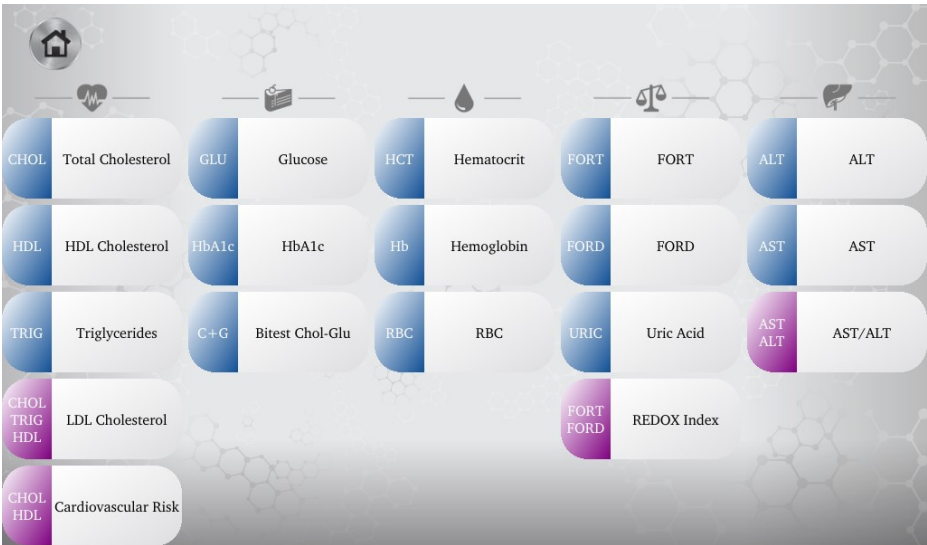 CHOL Total Cholesterol
GLU Glucose
HCT Hematocrit
FORT FORT
ALT ALT
HDL HDL Cholesterol
HbA1c HbA1c
Hb Hemoglobin
FORD FORD
AST AST
TRIG Triglycerides
C+G Bitest Chol-Glu
RBC RBC
URIC Uric Acid
AST
ALT
AST/ALT
CHOL
TRIG
HDL
LDL Cholesterol
FORT
FORD
REDOX Index
CHOL
HDL
Cardiovascular Risk